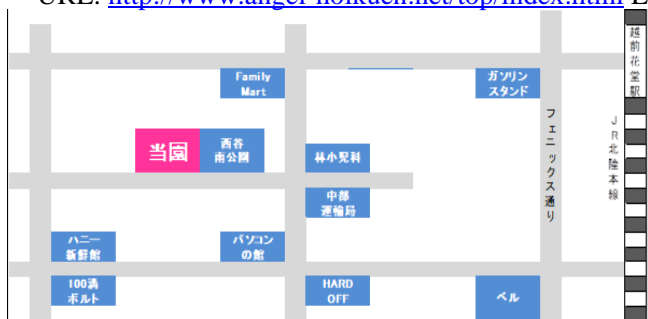 URL: http://www.angel-hoikuen.net/top/index.html E
越前花堂駅
Family
Mart
ガソリン
スタンド
フェニックス通り
JR北陸本線
当園
西谷
南公園
林小児科
中部
運輸局
ハニー
新鮮館
パソコン
の館
100満
ボルト
HARD
OFF
ベル